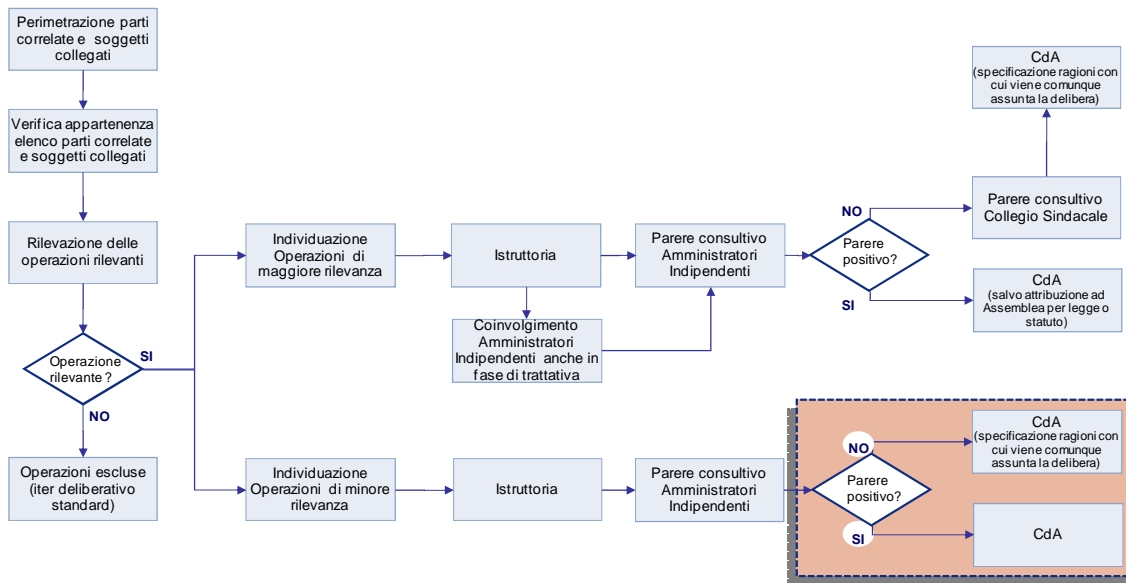 Perimetrazione parti
correlate e soggetti
collegati
Verifica appartenenza
elenco parti correlate
e soggetti collegati
Rilevazione delle
operazioni rilevanti
Operazione
rilevante ?
SI
NO
Operazioni escluse
(iter deliberativo
standard)
Individuazione
Operazioni di
maggiore rilevanza
Istruttoria
Coinvolgimento
Amministratori
Indipendenti anche in
fase di trattativa
Parere consultivo
Amministratori
Indipendenti
Parere
positivo?
NO
SI
Parere consultivo
Collegio Sindacale
CdA
(specificazione ragioni con
cui viene comunque
assunta la delibera)
CdA
(salvo attribuzione ad
Assemblea per legge o
statuto)
Individuazione
Operazioni di minore
rilevanza
Istruttoria
Parere consultivo
Amministratori
Indipendenti
Parere
positivo?
NO
SI
CdA
(specificazione ragioni con
cui viene comunque
assunta la delibera)
CdA